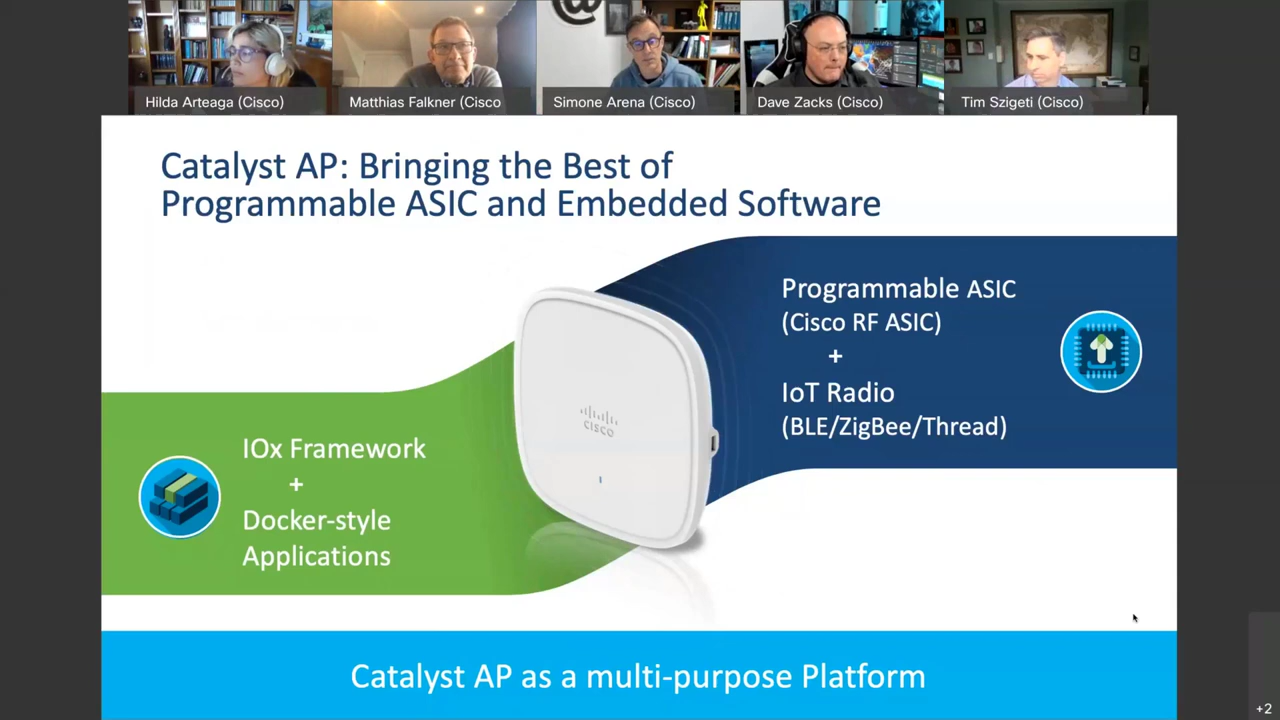 Hilda Arteaga (Cisco)
Matthias Falkner (Cisco
Simone Arena (Cisco)
Dave Zacks (Cisco)
Tim Szigeti (Cisco)
Catalyst AP: Bringing the Best of
Programmable ASIC and Embedded Software
Programmable ASIC
(Cisco RF ASIC)
+
IoT Radio
(BLE/ZigBee/Thread)
CISCO
IOx Framework
+
Docker-style
Applications
Catalyst AP as a multi-purpose Platform
+2